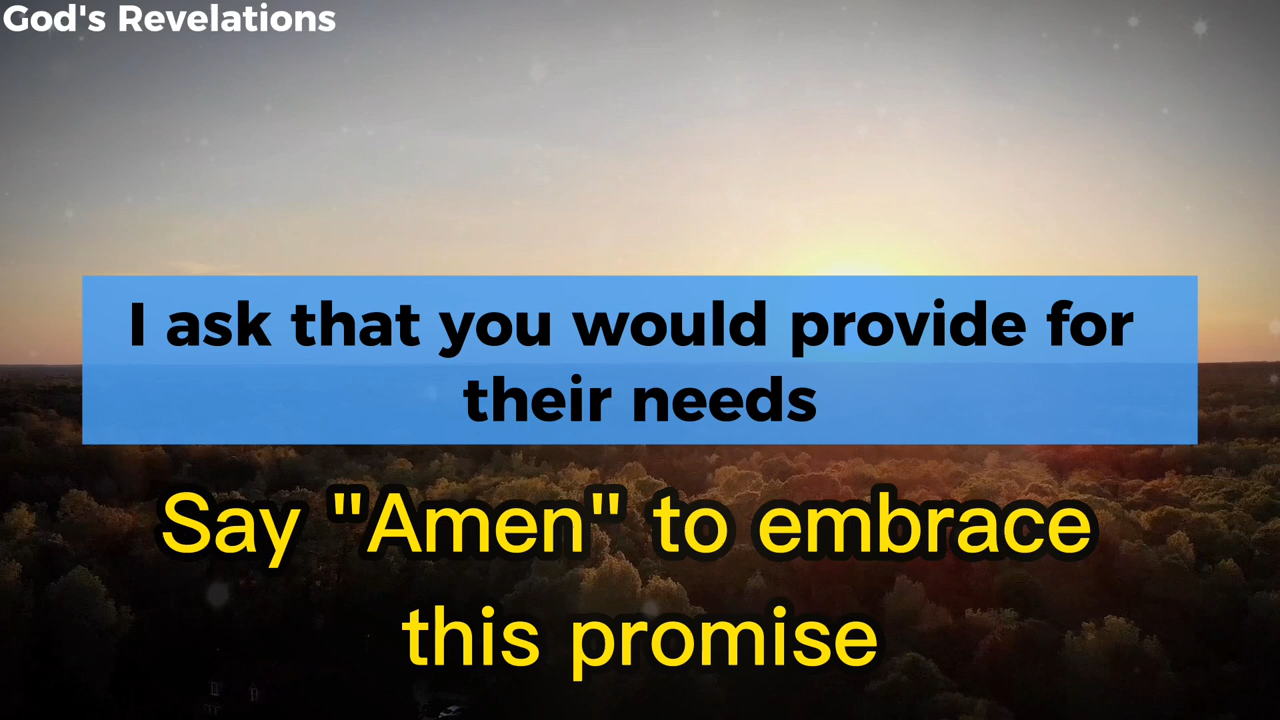 God's Revelations
I ask that you would provide for
their needs
Say "Amen" to embrace
this promise